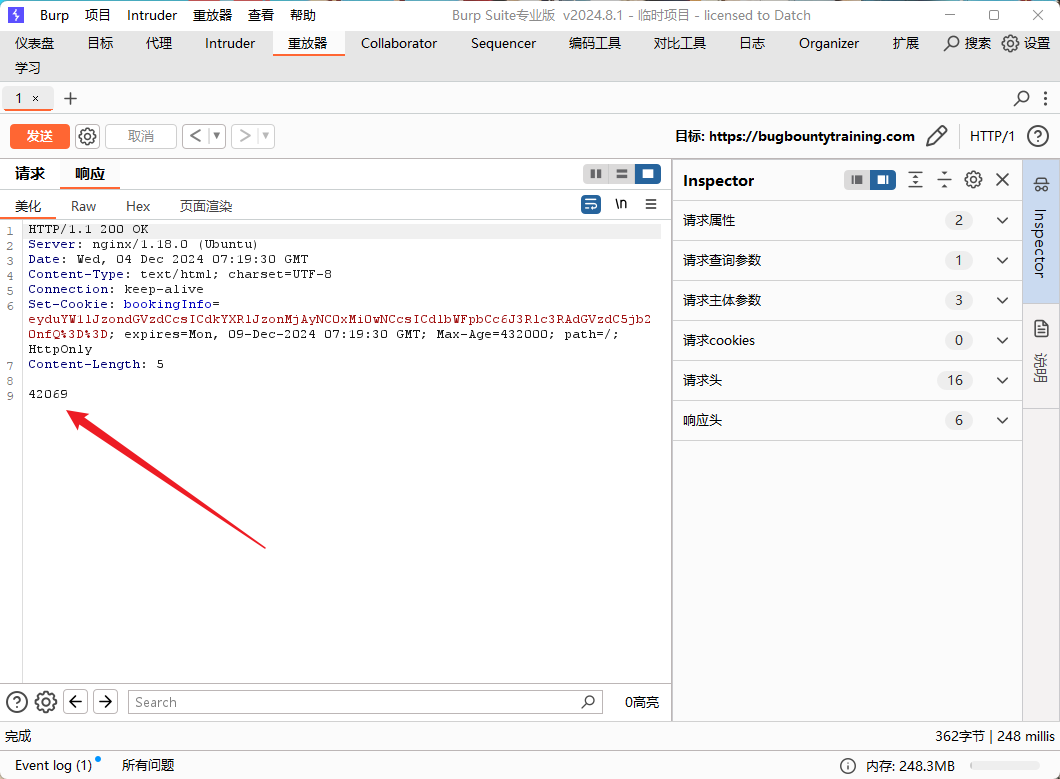 Burp 项目 Intruder 重放器 查看 帮助 Burp Suite专业版 v2024.8.1 - 临时项目 - licensed to Datch
仪表盘 目标 代理 Intruder 重放器 Collaborator Sequencer 编码工具 对比工具 日志 Organizer 扩展 搜索 设置
学习
1 × +
发送 取消 < > 目标: https://bugbountytraining.com HTTP/1 ?
请求 响应
美化 Raw Hex 页面渲染 \n
1 HTTP/1.1 200 OK
2 Server: nginx/1.18.0 (Ubuntu)
3 Date: Wed, 04 Dec 2024 07:19:30 GMT
4 Content-Type: text/html; charset=UTF-8
5 Connection: keep-alive
6 Set-Cookie: bookingInfo=
eyduYW1lJzondGVzdCcsICdkYXRlJzonMjAyNC0xMi0wNCcsICdlbWFpbCc6J3Rlc3RAdGVzdC5jb2
0nfQ%3D%3D; expires=Mon, 09-Dec-2024 07:19:30 GMT; Max-Age=432000; path=/;
HttpOnly
7 Content-Length: 5
8
9 42069
Inspector
请求属性 2
请求查询参数 1
请求主体参数 3
请求cookies 0
请求头 16
响应头 6
Inspector
说明
Search 0高亮
完成 362字节 | 248 millis
Event log (1) 所有问题 内存: 248.3MB